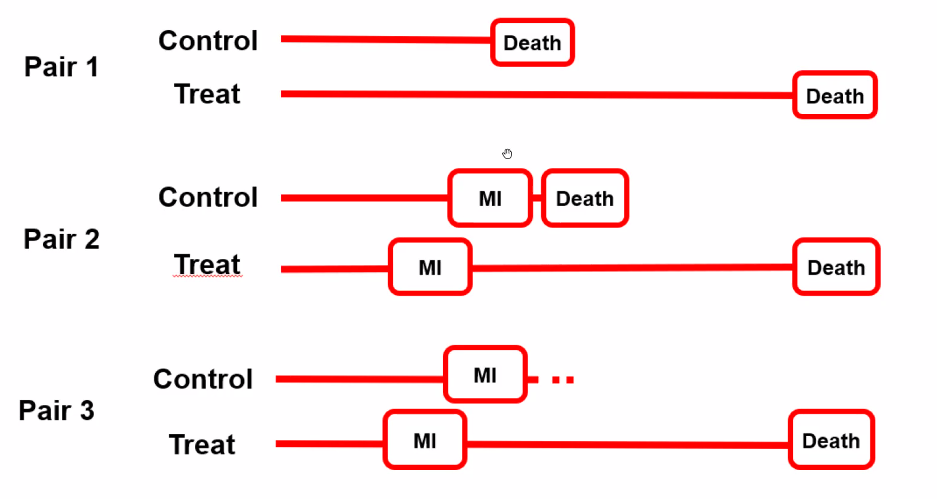 Control Death
Pair 1
Treat Death
Control MI Death
Pair 2
Treat MI Death
Control MI
Pair 3
Treat MI Death